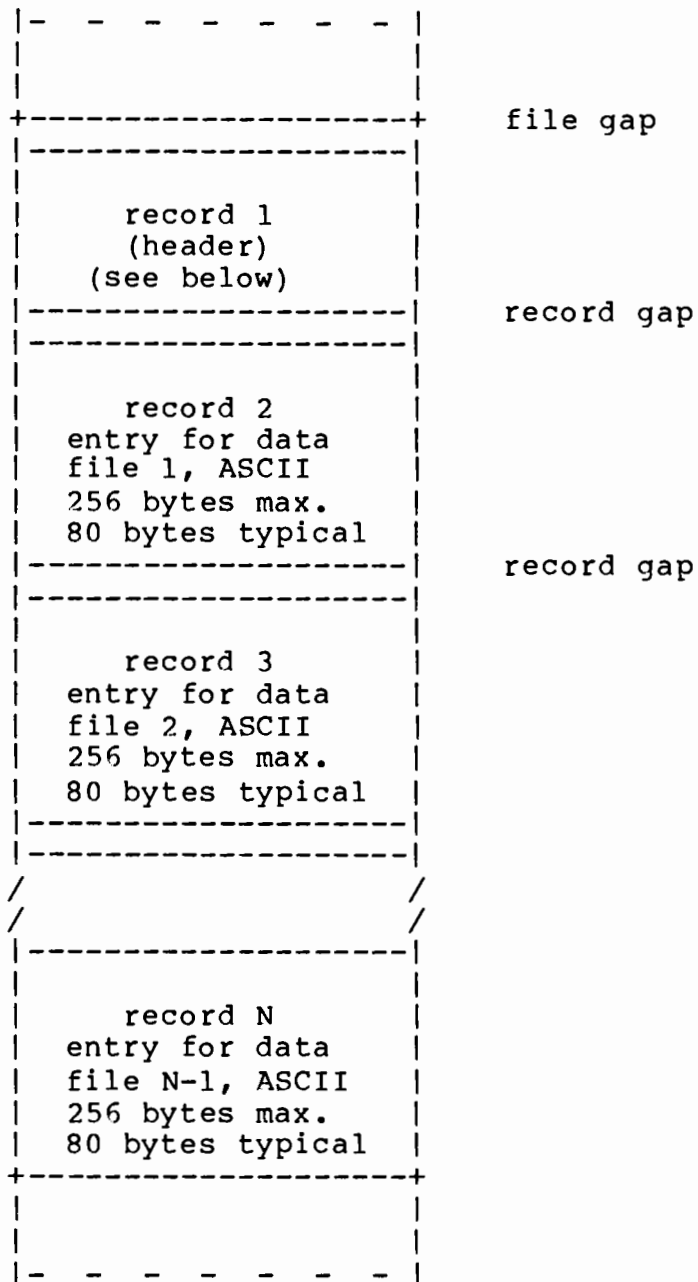 file gap
record 1
(header)
(see below)
record gap
record 2
entry for data
file 1, ASCII
256 bytes max.
80 bytes typical
record gap
record 3
entry for data
file 2, ASCII
256 bytes max.
80 bytes typical
record N
entry for data
file N-1, ASCII
256 bytes max.
80 bytes typical